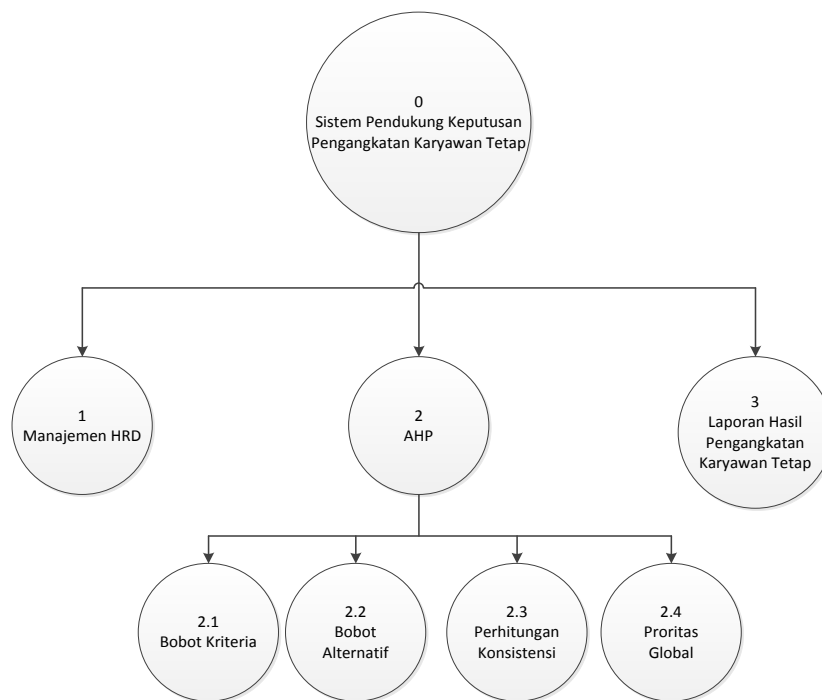 0
Sistem Pendukung Keputusan
Pengangkatan Karyawan Tetap
1
Manajemen HRD
2
AHP
3
Laporan Hasil
Pengangkatan
Karyawan Tetap
2.1
Bobot Kriteria
2.2
Bobot
Alternatif
2.3
Perhitungan
Konsistensi
2.4
Proritas
Global